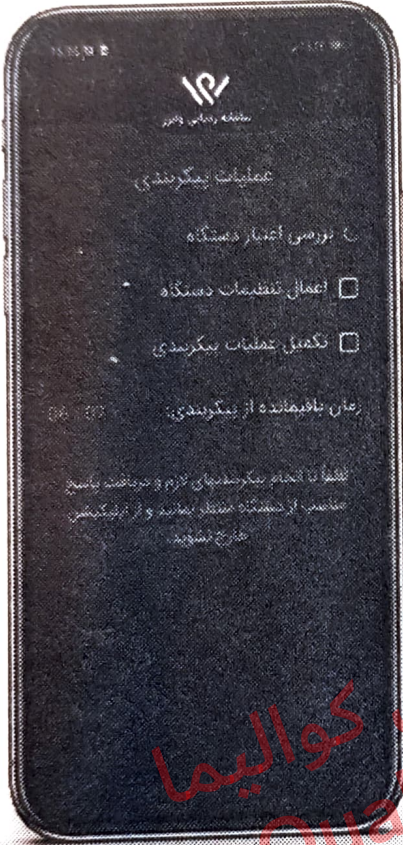 سامانه ردیابی وفور
عملیات پیکربندی
بررسی اعتبار دستگاه
اعمال تنظیمات دستگاه
تکمیل عملیات پیکربندی
زمان باقیمانده از پیکربندی:
لطفا تا انجام پیکربندیهای لازم و دریافت پاسخ
مناسب از دستگاه منتظر بمانید و از اپلیکیشن
خارج نشوید.
کوالیما